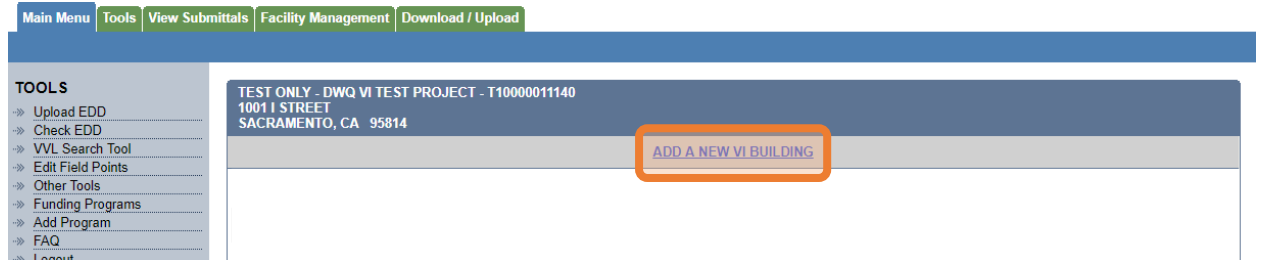 Main Menu Tools View Submittals Facility Management Download / Upload
TOOLS
Upload EDD
Check EDD
VVL Search Tool
Edit Field Points
Other Tools
Funding Programs
Add Program
FAQ
Logout
TEST ONLY - DWQ VI TEST PROJECT - T10000011140
1001 I STREET
SACRAMENTO, CA 95814
ADD A NEW VI BUILDING